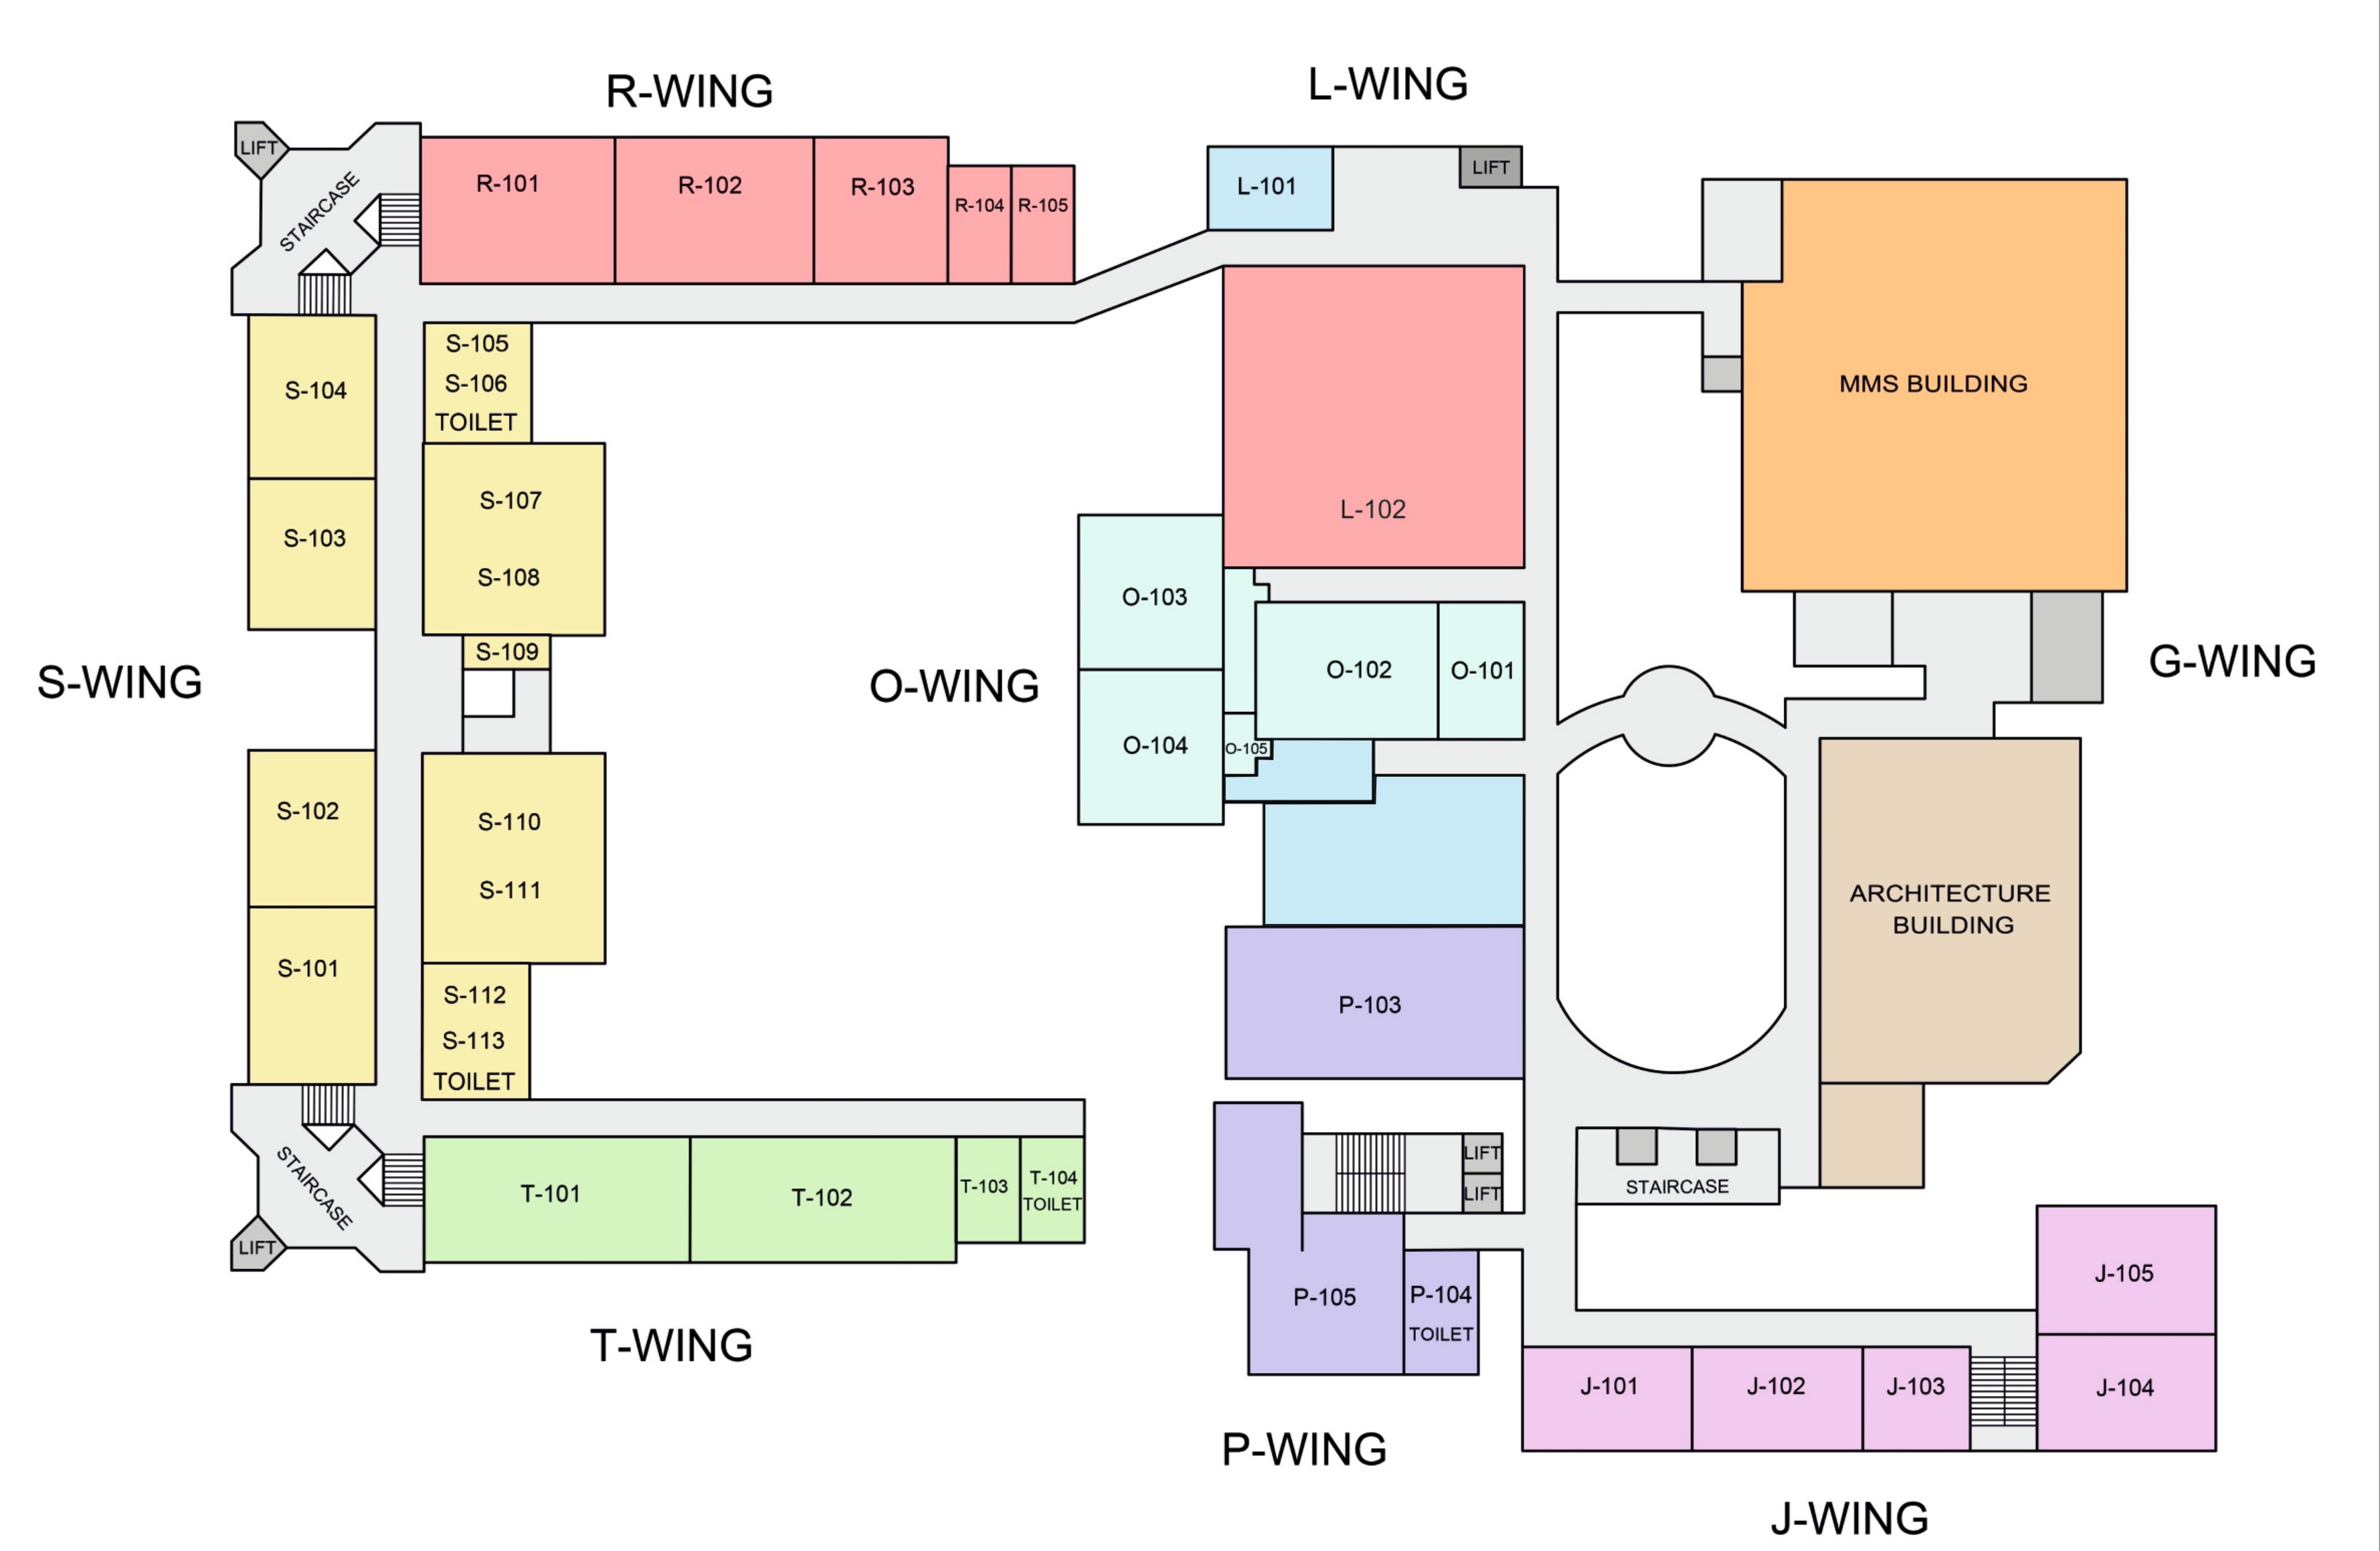 R-WING
L-WING
LIFT
STAIRCASE
R-101
R-102
R-103
R-104
R-105
L-101
LIFT
S-104
S-103
S-105
S-106
TOILET
S-107
S-108
S-109
S-WING
S-102
S-101
S-110
S-111
S-112
S-113
TOILET
L-102
MMS BUILDING
O-WING
O-103
O-104
O-102
O-101
O-105
G-WING
ARCHITECTURE
BUILDING
P-103
STAIRCASE
LIFT
T-101
T-102
T-103
T-104
TOILET
T-WING
LIFT
LIFT
STAIRCASE
P-105
P-104
TOILET
P-WING
J-105
J-101
J-102
J-103
J-104
J-WING